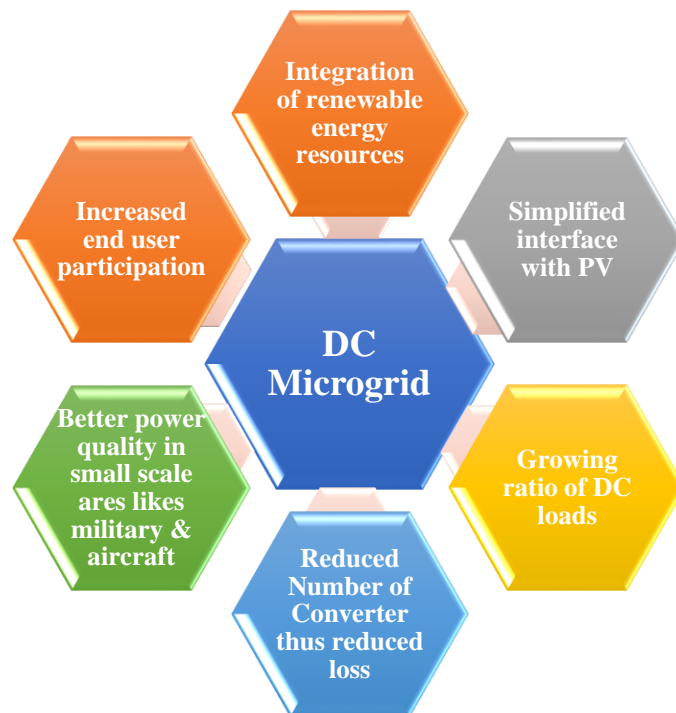 Integration
of renewable
energy
resources
Simplified
interface
with PV
Growing
ratio of DC
loads
Reduced
Number of
Converter
thus reduced
loss
Better power
quality in
small scale
ares likes
military &
aircraft
Increased
end user
participation
DC
Microgrid